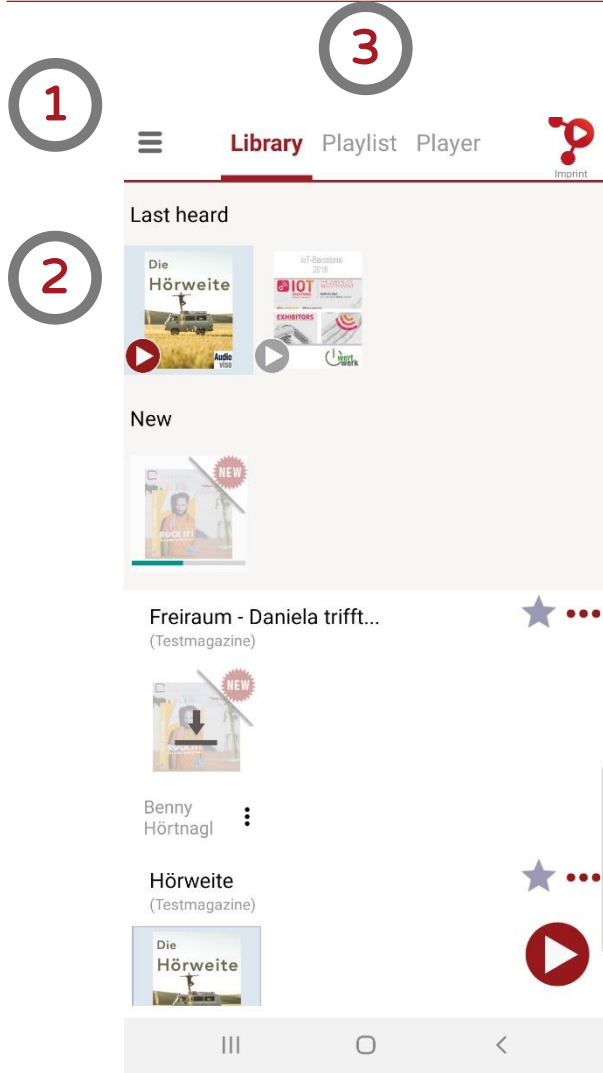 3
1
Library Playlist Player
Imprint
Last heard
2
Die
Hörweite
Audio
viso
IoT-Barcelona
2018
IOT
EXHIBITORS
wert
werk
New
NEW
ROCK IT!
Freiraum - Daniela trifft...
(Testmagazine)
NEW
Benny
Hörtnagl
Hörweite
(Testmagazine)
Die
Hörweite